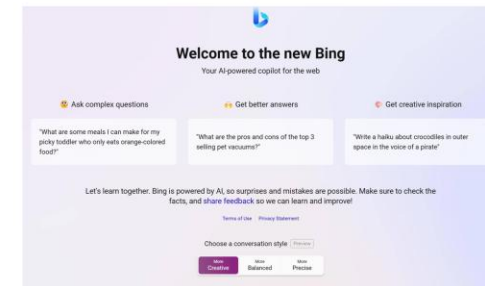 Welcome to the new Bing
Your AI-powered copilot for the web
Ask complex questions
Get better answers
Get creative inspiration
"What are some meals I can make for my
picky toddler who only eats orange-colored
food?"
"What are the pros and cons of the top 3
selling pet vacuums?"
"Write a haiku about crocodiles in outer
space in the voice of a pirate"
Let's learn together. Bing is powered by AI, so surprises and mistakes are possible. Make sure to check the
facts, and share feedback so we can learn and improve!
Terms of Use Privacy Statement
Choose a conversation style Preview
More
Creative
More
Balanced
More
Precise